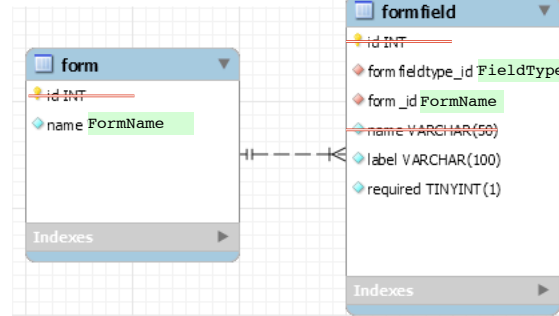 form
id INT
name FormName
Indexes
formfield
id INT
formfieldtype_id FieldType
form_id FormName
name VARCHAR(50)
label VARCHAR(100)
required TINYINT(1)
Indexes